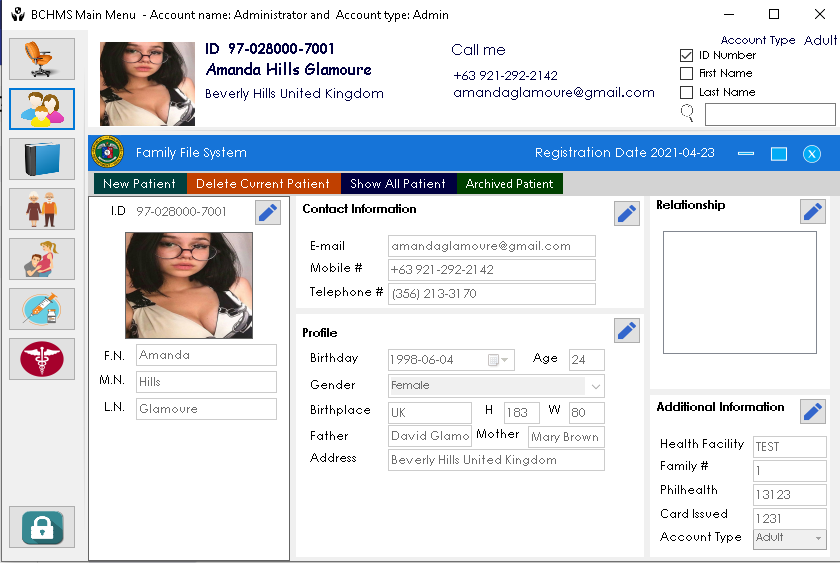 BCHMS Main Menu - Account name: Administrator and Account type: Admin
ID 97-028000-7001
Amanda Hills Glamoure
Beverly Hills United Kingdom
Call me
+63 921-292-2142
amandaglamoure@gmail.com
Account Type Adult
ID Number
First Name
Last Name
Family File System
Registration Date 2021-04-23
X
New Patient
Delete Current Patient
Show All Patient
Archived Patient
I.D 97-028000-7001
F.N. Amanda
M.N. Hills
L.N. Glamoure
Contact Information
E-mail amandaglamoure@gmail.com
Mobile # +63 921-292-2142
Telephone # (356) 213-3170
Profile
Birthday 1998-06-04 Age 24
Gender Female
Birthplace UK H 183 W 80
Father David Glamo Mother Mary Brown
Address Beverly Hills United Kingdom
Relationship
Additional Information
Health Facility TEST
Family # 1
Philhealth 13123
Card Issued 1231
Account Type Adult